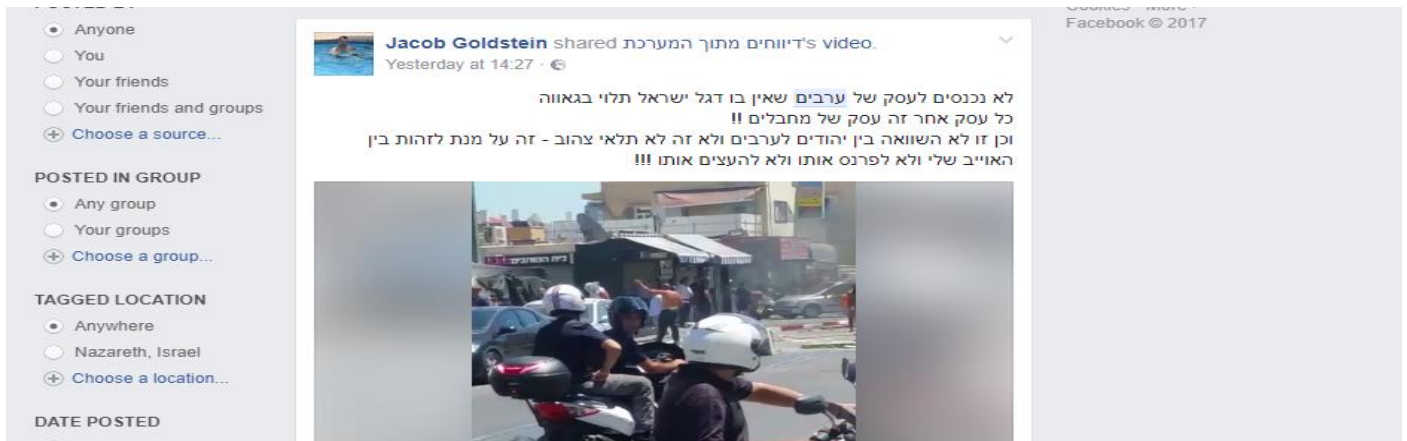 Anyone
You
Your friends
Your friends and groups
Choose a source...
POSTED IN GROUP
Any group
Your groups
Choose a group...
TAGGED LOCATION
Anywhere
Nazareth, Israel
Choose a location...
DATE POSTED
Jacob Goldstein shared דיווחים מתוך המערכת's video.
Yesterday at 14:27
לא נכנסים לעסק של ערבים שאין בו דגל ישראל תלוי בגאווה
כל עסק אחר זה עסק של מחבלים !!
וכן זו לא השוואה בין יהודים לערבים ולא זה לא תלאי צהוב - זה על מנת לזהות בין
האוייב שלי ולא לפרנס אותו ולא להעצים אותו !!!
Facebook © 2017